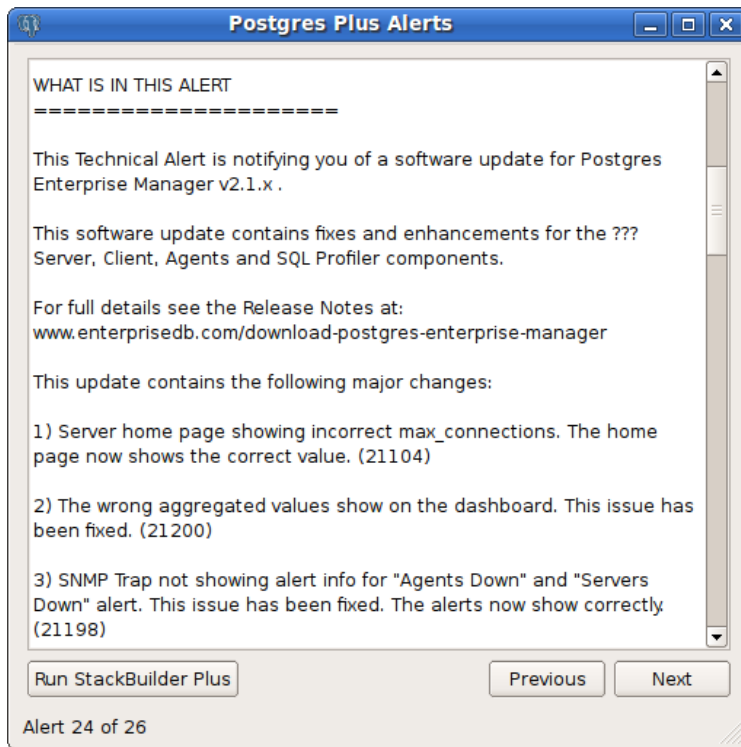 Postgres Plus Alerts
WHAT IS IN THIS ALERT
=====================
This Technical Alert is notifying you of a software update for Postgres
Enterprise Manager v2.1.x .
This software update contains fixes and enhancements for the ???
Server, Client, Agents and SQL Profiler components.
For full details see the Release Notes at:
www.enterprisedb.com/download-postgres-enterprise-manager
This update contains the following major changes:
1) Server home page showing incorrect max_connections. The home
page now shows the correct value. (21104)
2) The wrong aggregated values show on the dashboard. This issue has
been fixed. (21200)
3) SNMP Trap not showing alert info for "Agents Down" and "Servers
Down" alert. This issue has been fixed. The alerts now show correctly.
(21198)
Run StackBuilder Plus
Previous
Next
Alert 24 of 26